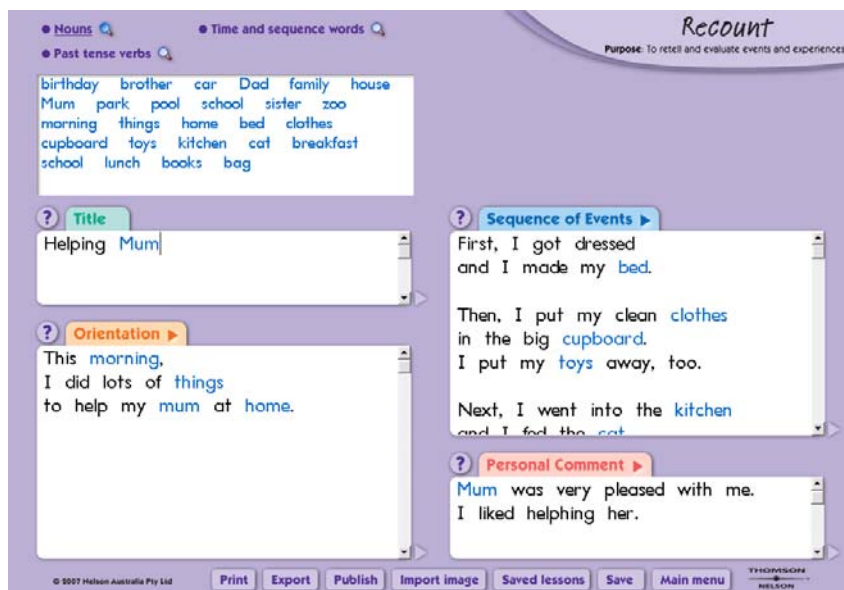 Nouns
Time and sequence words
Past tense verbs
Recount
Purpose: To retell and evaluate events and experiences
birthday brother car Dad family house
Mum park pool school sister zoo
morning things home bed clothes
cupboard toys kitchen cat breakfast
school lunch books bag
? Title
Helping Mum
? Orientation
This morning,
I did lots of things
to help my mum at home.
? Sequence of Events
First, I got dressed
and I made my bed.
Then, I put my clean clothes
in the big cupboard.
I put my toys away, too.
Next, I went into the kitchen
and I fed the cat
? Personal Comment
Mum was very pleased with me.
I liked helphing her.
© 2007 Nelson Australia Pty Ltd
Print Export Publish Import image Saved lessons Save Main menu
THOMSON
NELSON